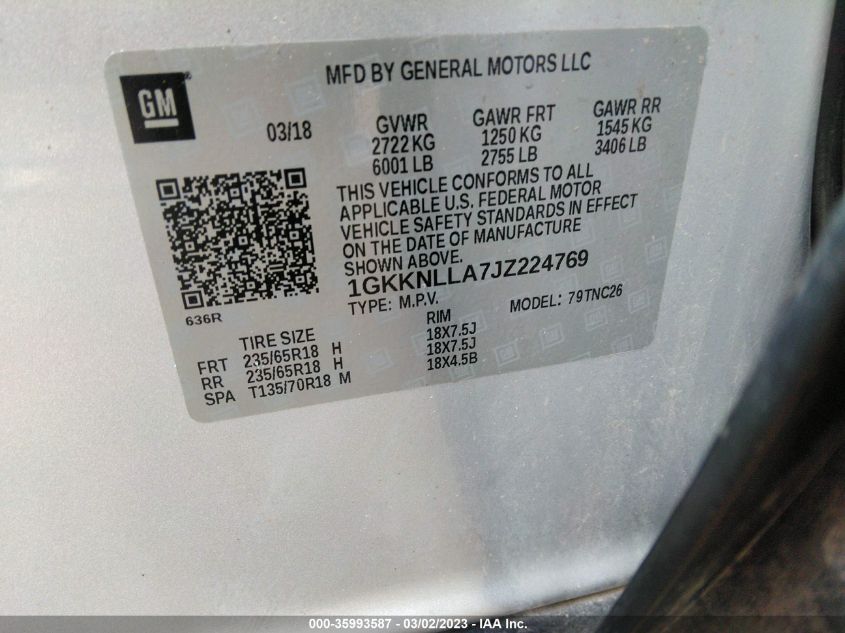 MFD BY GENERAL MOTORS LLC
GM ®
03/18 GVWR GAWR FRT GAWR RR
2722 KG 1250 KG 1545 KG
6001 LB 2755 LB 3406 LB
THIS VEHICLE CONFORMS TO ALL
APPLICABLE U.S. FEDERAL MOTOR
VEHICLE SAFETY STANDARDS IN EFFECT
ON THE DATE OF MANUFACTURE
SHOWN ABOVE.
1GKKNLLA7JZ224769
TYPE: M.P.V. MODEL: 79TNC26
636R
TIRE SIZE RIM
FRT 235/65R18 H 18X7.5J
RR 235/65R18 H 18X7.5J
SPA T135/70R18 M 18X4.5B
000-35993587 - 03/02/2023 - IAA Inc.